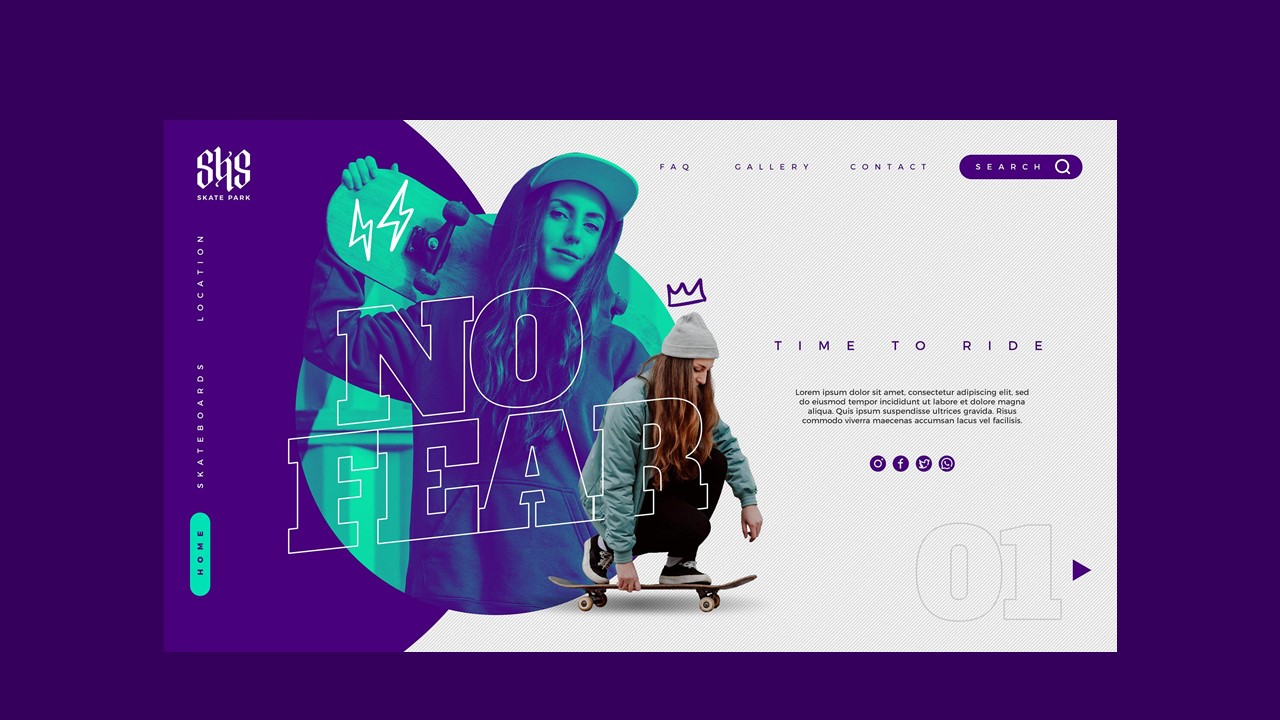 SKS
SKATE PARK
FAQ
GALLERY
CONTACT
SEARCH
LOCATION
SKATEBOARDS
HOME
NO
FEAR
TIME TO RIDE
Lorem ipsum dolor sit amet, consectetur adipiscing elit, sed
do eiusmod tempor incididunt ut labore et dolore magna
aliqua. Quis ipsum suspendisse ultrices gravida. Risus
commodo viverra maecenas accumsan lacus vel facilisis.
01